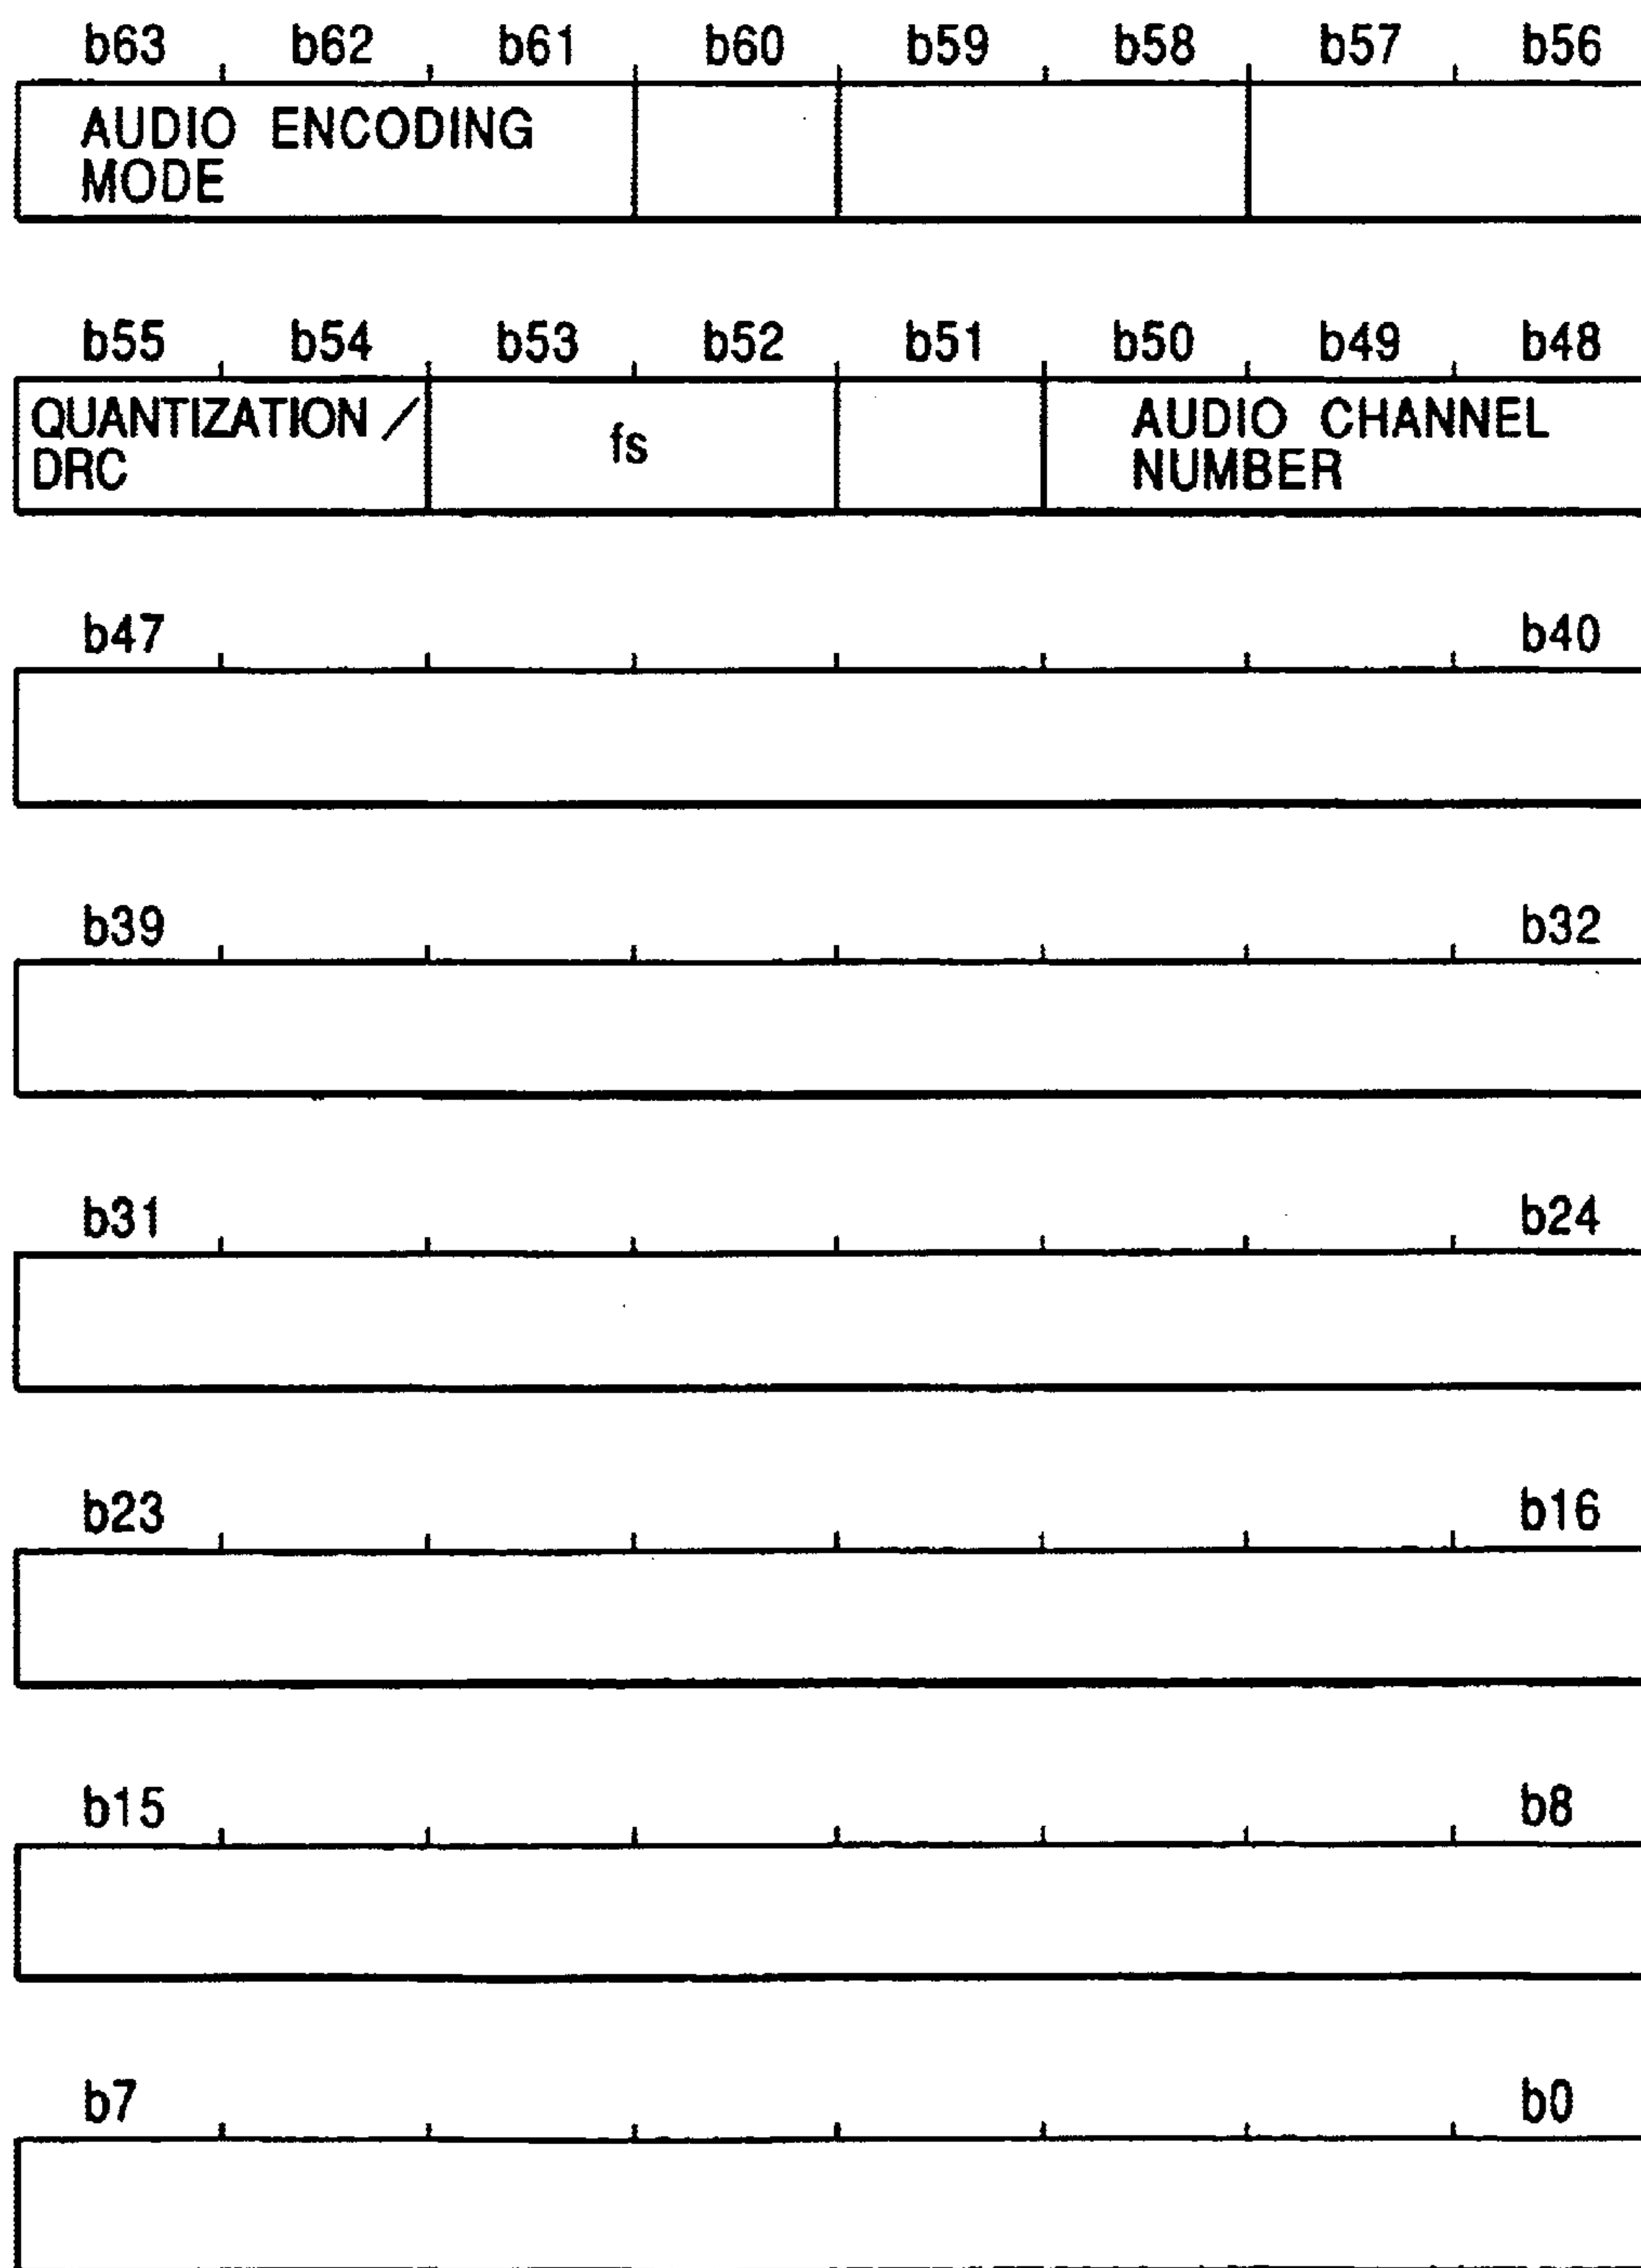 b63 b62 b61 b60 b59 b58 b57 b56
AUDIO ENCODING
MODE
b55 b54 b53 b52 b51 b50 b49 b48
QUANTIZATION / fs AUDIO CHANNEL
DRC NUMBER
b47 b40
b39 b32
b31 b24
b23 b16
b15 b8
b7 b0